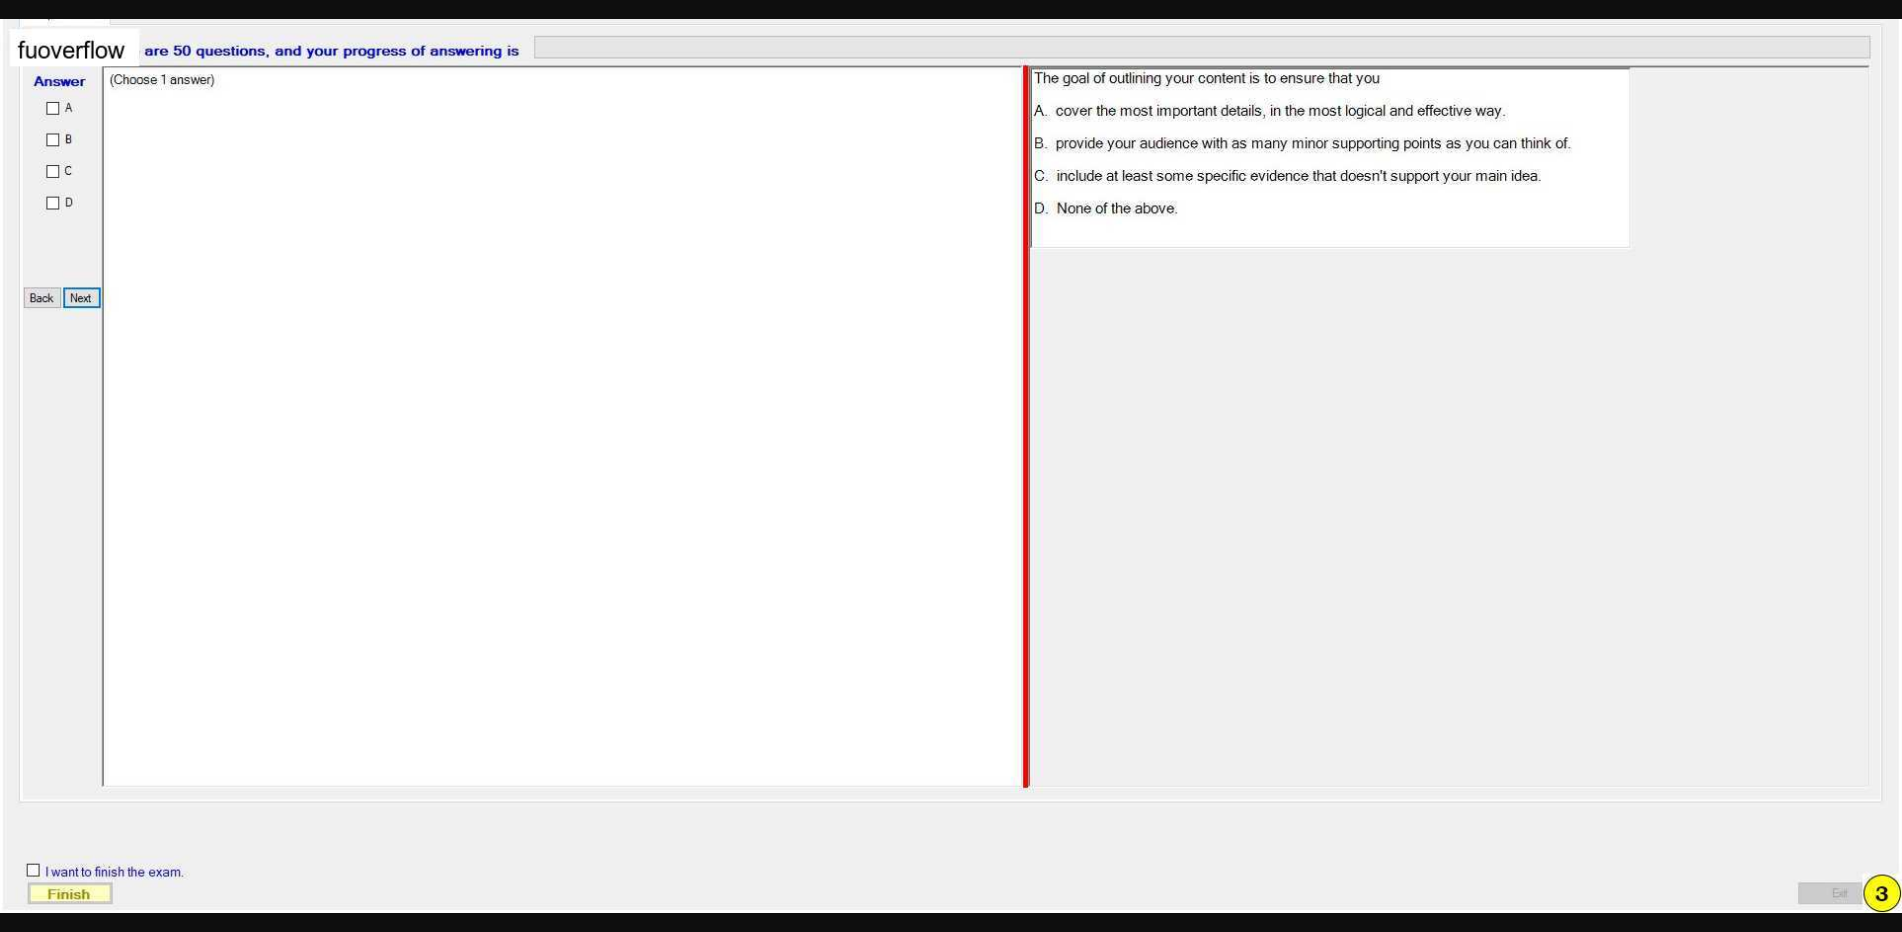 fuoverflow are 50 questions, and your progress of answering is
Answer
(Choose 1 answer)
A
B
C
D
Back Next
The goal of outlining your content is to ensure that you
A. cover the most important details, in the most logical and effective way.
B. provide your audience with as many minor supporting points as you can think of.
C. include at least some specific evidence that doesn't support your main idea.
D. None of the above.
I want to finish the exam.
Finish
Exit
3